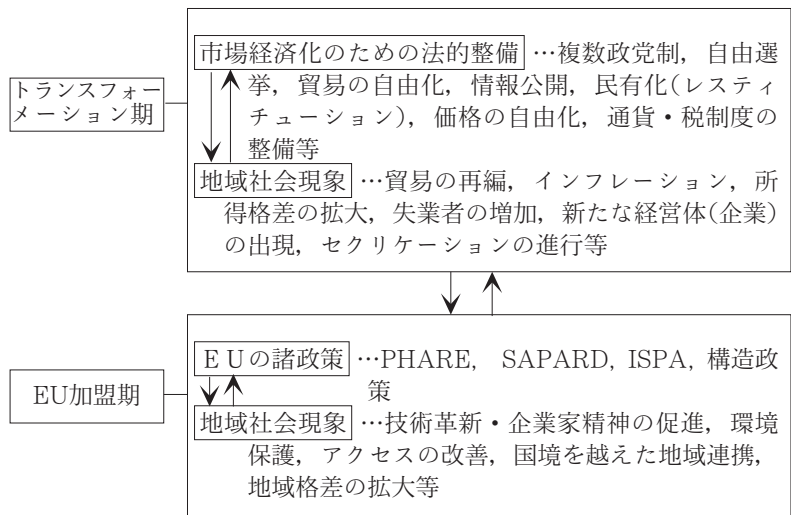 市場経済化のための法的整備 …複数政党制，自由選
挙，貿易の自由化，情報公開，民有化(レスティ
チューション)，価格の自由化，通貨・税制度の
整備等
トランスフォー
メーション期
地域社会現象 …貿易の再編，インフレーション，所
得格差の拡大，失業者の増加，新たな経営体(企業)
の出現，セクリケーションの進行等
ＥＵの諸政策 …PHARE, SAPARD, ISPA, 構造政
策
EU加盟期
地域社会現象 …技術革新・企業家精神の促進，環境
保護，アクセスの改善，国境を越えた地域連携，
地域格差の拡大等